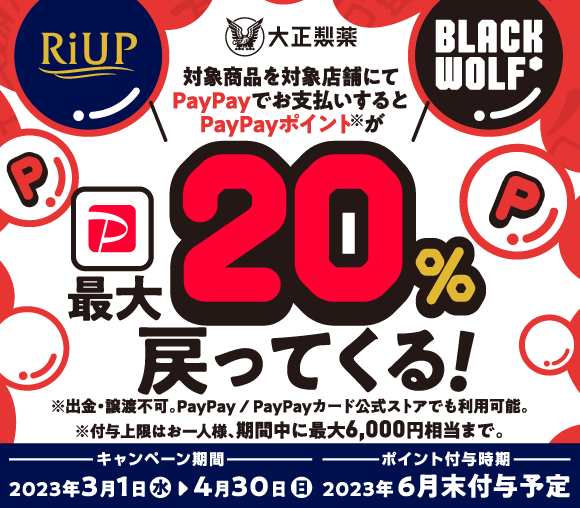 RiUP
大正製薬
BLACK
WOLF
対象商品を対象店舗にて
PayPayでお支払いすると
PayPayポイント※が
P
P
P
最大20%
戻ってくる!
※出金・譲渡不可。PayPay / PayPayカード公式ストアでも利用可能。
※付与上限はお一人様、期間中に最大6,000円相当まで。
キャンペーン期間
2023年3月1日水▶4月30日日
ポイント付与時期
2023年6月末付与予定